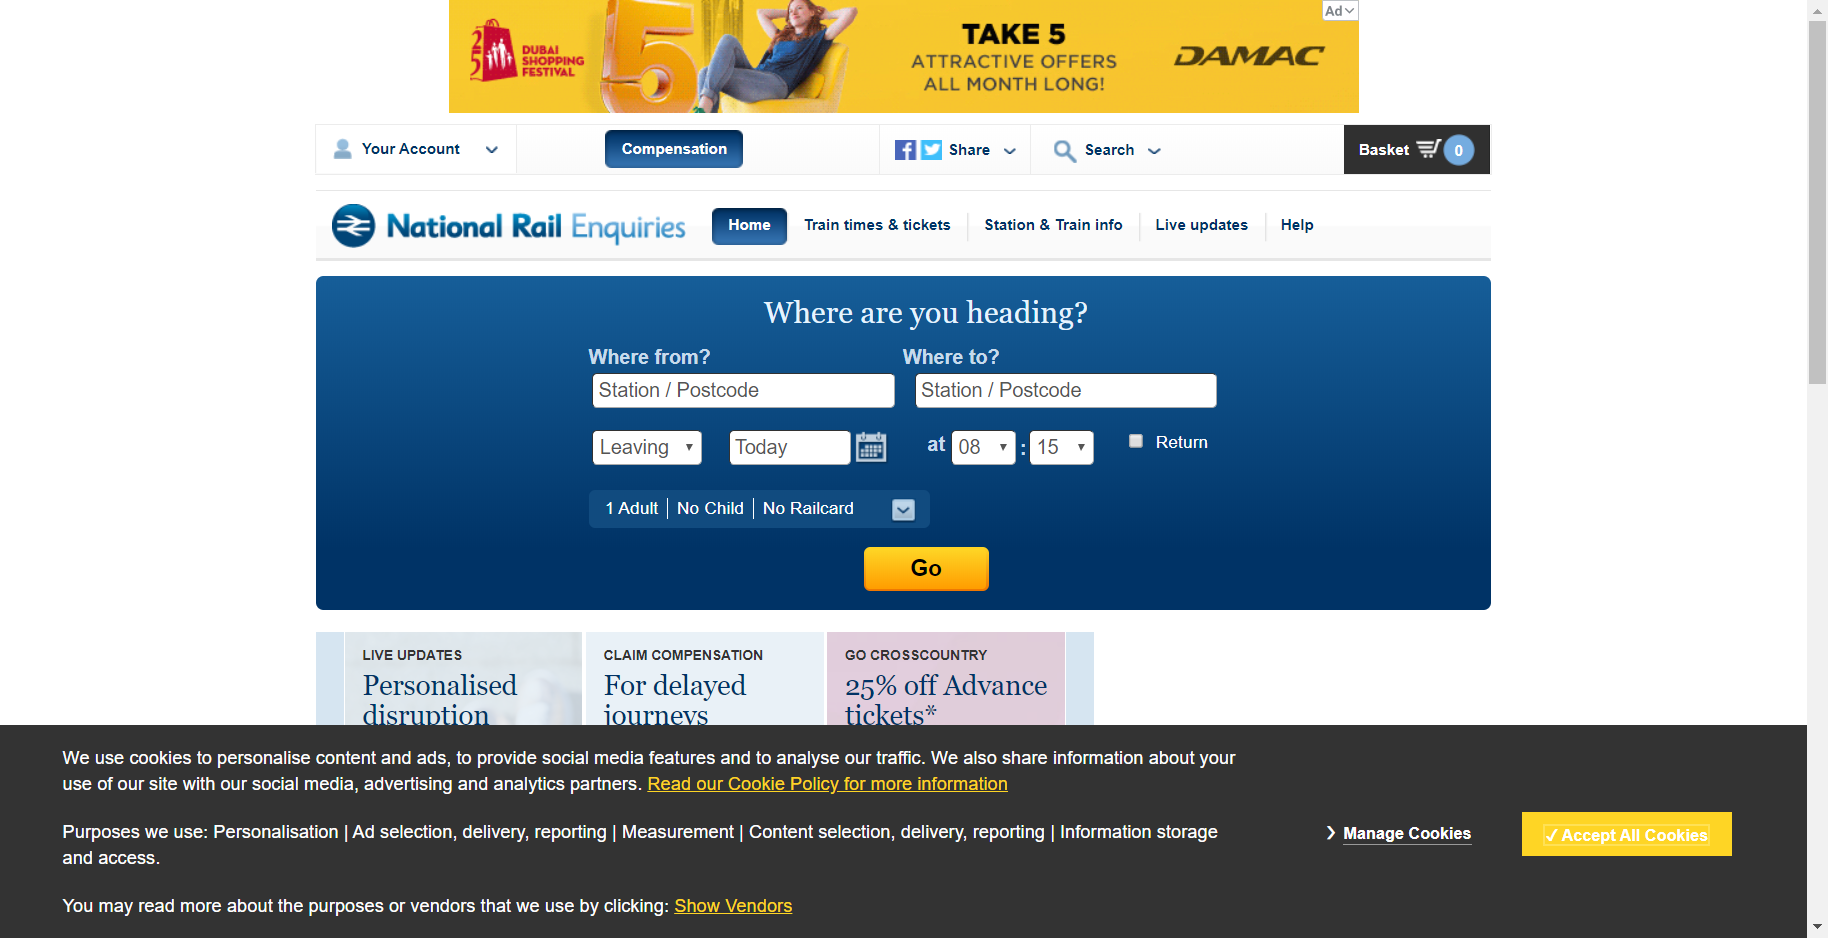 DUBAI
SHOPPING
FESTIVAL
25
5
TAKE 5
ATTRACTIVE OFFERS
ALL MONTH LONG!
DAMAC
Ad
Your Account
Compensation
Share
Search
Basket 0
National Rail Enquiries
Home
Train times & tickets
Station & Train info
Live updates
Help
Where are you heading?
Where from? Where to?
Station / Postcode Station / Postcode
Leaving Today at 08 : 15 Return
1 Adult No Child No Railcard
Go
LIVE UPDATES
Personalised
disruption
CLAIM COMPENSATION
For delayed
journeys
GO CROSSCOUNTRY
25% off Advance
tickets*
We use cookies to personalise content and ads, to provide social media features and to analyse our traffic. We also share information about your
use of our site with our social media, advertising and analytics partners. Read our Cookie Policy for more information
Purposes we use: Personalisation | Ad selection, delivery, reporting | Measurement | Content selection, delivery, reporting | Information storage
and access.
You may read more about the purposes or vendors that we use by clicking: Show Vendors
Manage Cookies
✓ Accept All Cookies